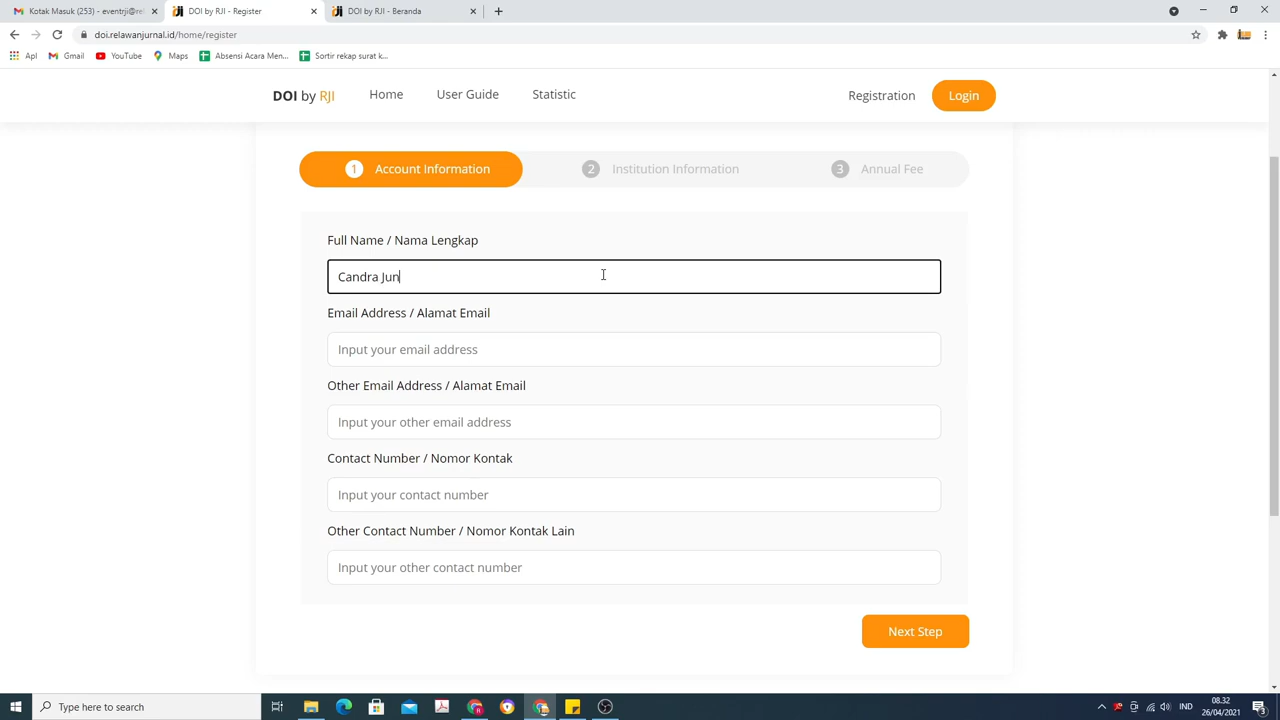 Kotak Masuk (253) - eventrji@rel
DOI by RJI - Register
DOI by RJI - Beranda
doi.relawanjurnal.id/home/register
Apl
Gmail
YouTube
Maps
Absensi Acara Men...
Sortir rekap surat k...
DOI by RJI
Home
User Guide
Statistic
Registration
Login
1 Account Information
2 Institution Information
3 Annual Fee
Full Name / Nama Lengkap
Candra Jun
Email Address / Alamat Email
Input your email address
Other Email Address / Alamat Email
Input your other email address
Contact Number / Nomor Kontak
Input your contact number
Other Contact Number / Nomor Kontak Lain
Input your other contact number
Next Step
Type here to search
IND
08.32
26/04/2021